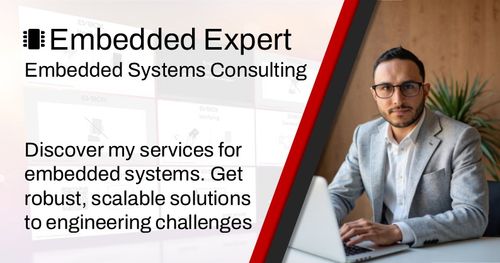 Embedded Expert
Embedded Systems Consulting
Discover my services for
embedded systems. Get
robust, scalable solutions
to engineering challenges